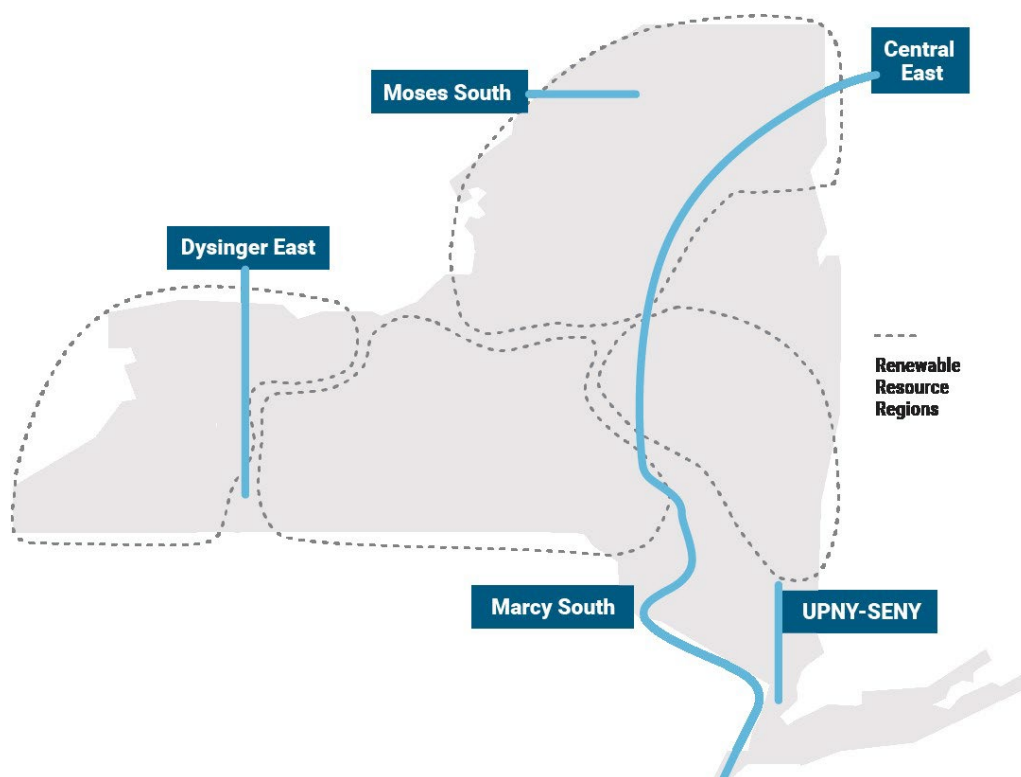 Central
East
Moses South
Dysinger East
Renewable
Resource
Regions
Marcy South
UPNY-SENY